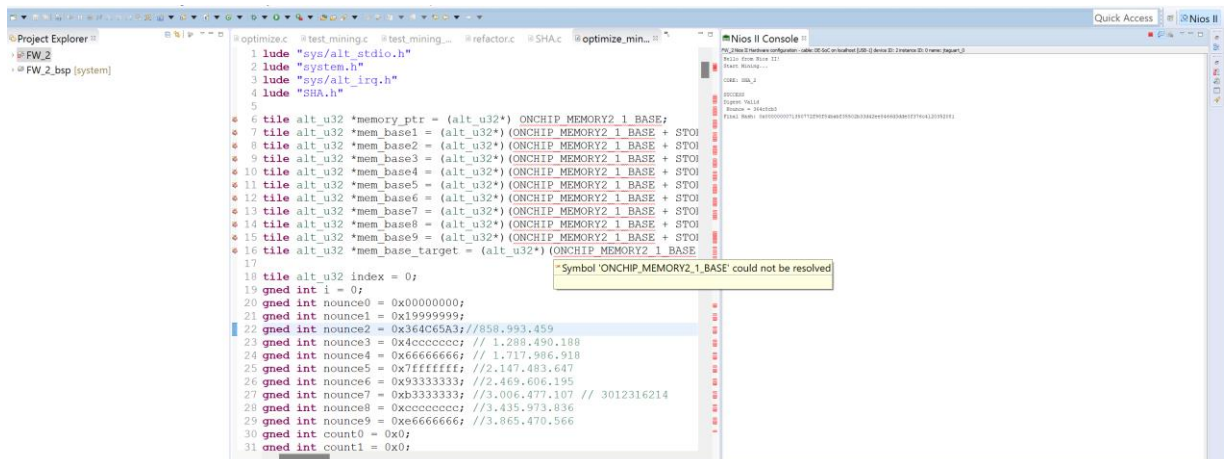 Quick Access
Nios II
Project Explorer
FW_2
FW_2_bsp [system]
optimize.c test_mining.c test_mining_... refactor.c SHA.c optimize_min...
1 lude "sys/alt_stdio.h"
2 lude "system.h"
3 lude "sys/alt_irq.h"
4 lude "SHA.h"
5
6 tile alt_u32 *memory_ptr = (alt_u32*) ONCHIP_MEMORY2_1_BASE;
7 tile alt_u32 *mem_base1 = (alt_u32*)(ONCHIP_MEMORY2_1_BASE + STO
8 tile alt_u32 *mem_base2 = (alt_u32*)(ONCHIP_MEMORY2_1_BASE + STO
9 tile alt_u32 *mem_base3 = (alt_u32*)(ONCHIP_MEMORY2_1_BASE + STO
10 tile alt_u32 *mem_base4 = (alt_u32*)(ONCHIP_MEMORY2_1_BASE + STO
11 tile alt_u32 *mem_base5 = (alt_u32*)(ONCHIP_MEMORY2_1_BASE + STO
12 tile alt_u32 *mem_base6 = (alt_u32*)(ONCHIP_MEMORY2_1_BASE + STO
13 tile alt_u32 *mem_base7 = (alt_u32*)(ONCHIP_MEMORY2_1_BASE + STO
14 tile alt_u32 *mem_base8 = (alt_u32*)(ONCHIP_MEMORY2_1_BASE + STO
15 tile alt_u32 *mem_base9 = (alt_u32*)(ONCHIP_MEMORY2_1_BASE + STO
16 tile alt_u32 *mem_base_target = (alt_u32*)(ONCHIP_MEMORY2_1_BASE
17
Symbol 'ONCHIP_MEMORY2_1_BASE' could not be resolved
18 tile alt_u32 index = 0;
19 gned int i = 0;
20 gned int nounce0 = 0x00000000;
21 gned int nounce1 = 0x19999999;
22 gned int nounce2 = 0x364C65A3;//858.993.459
23 gned int nounce3 = 0x4ccccccc; // 1.288.490.188
24 gned int nounce4 = 0x66666666; // 1.717.986.918
25 gned int nounce5 = 0x7fffffff; //2.147.483.647
26 gned int nounce6 = 0x93333333; //2.469.606.195
27 gned int nounce7 = 0xb3333333; //3.006.477.107 // 3012316214
28 gned int nounce8 = 0xcccccccc; //3.435.973.836
29 gned int nounce9 = 0xe6666666; //3.865.470.566
30 gned int count0 = 0x0;
31 gned int count1 = 0x0;
Nios II Console
Hello from Nios II!
Start Mining...
CORE: SHA_2
SUCCESS
Digest Valid